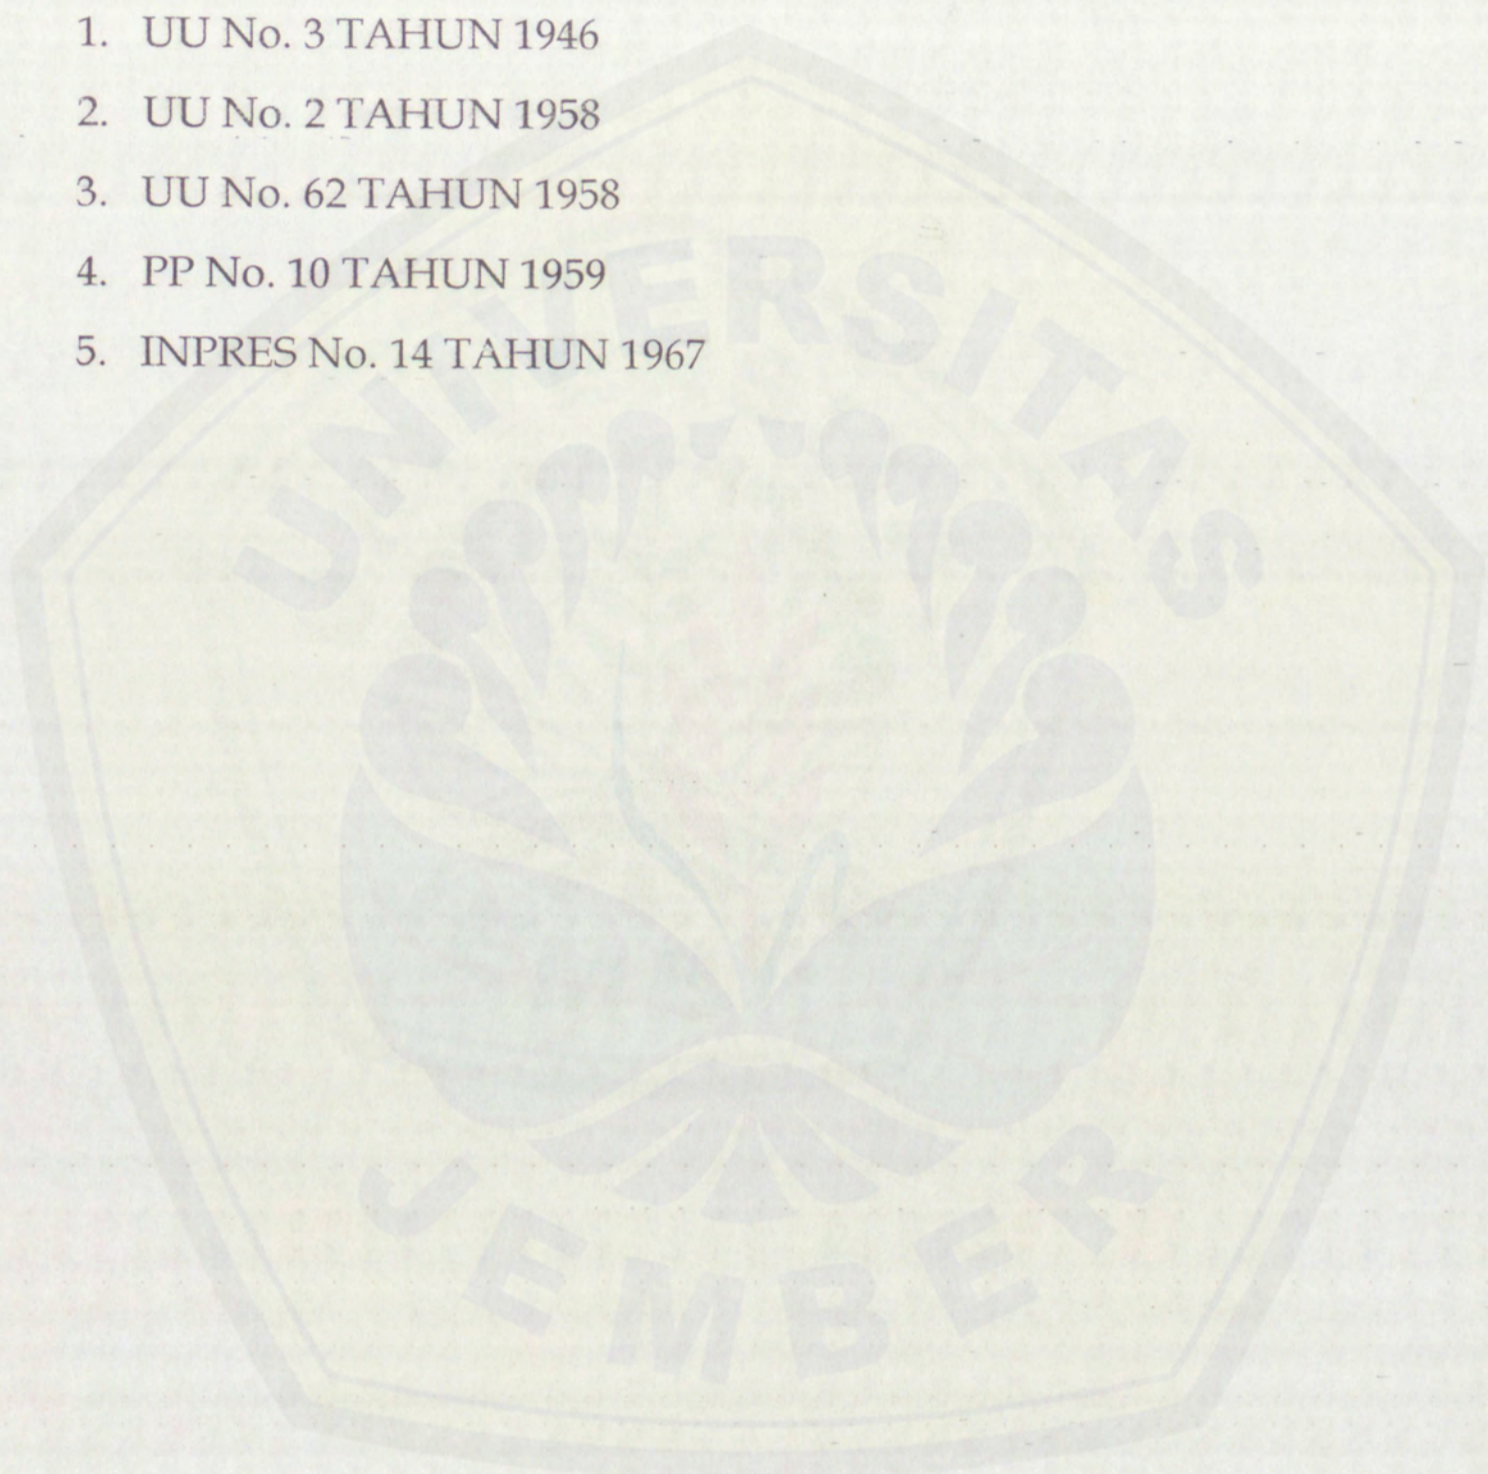 1. UU No. 3 TAHUN 1946
2. UU No. 2 TAHUN 1958
3. UU No. 62 TAHUN 1958
4. PP No. 10 TAHUN 1959
5. INPRES No. 14 TAHUN 1967
UNIVERSITAS
JEMBER